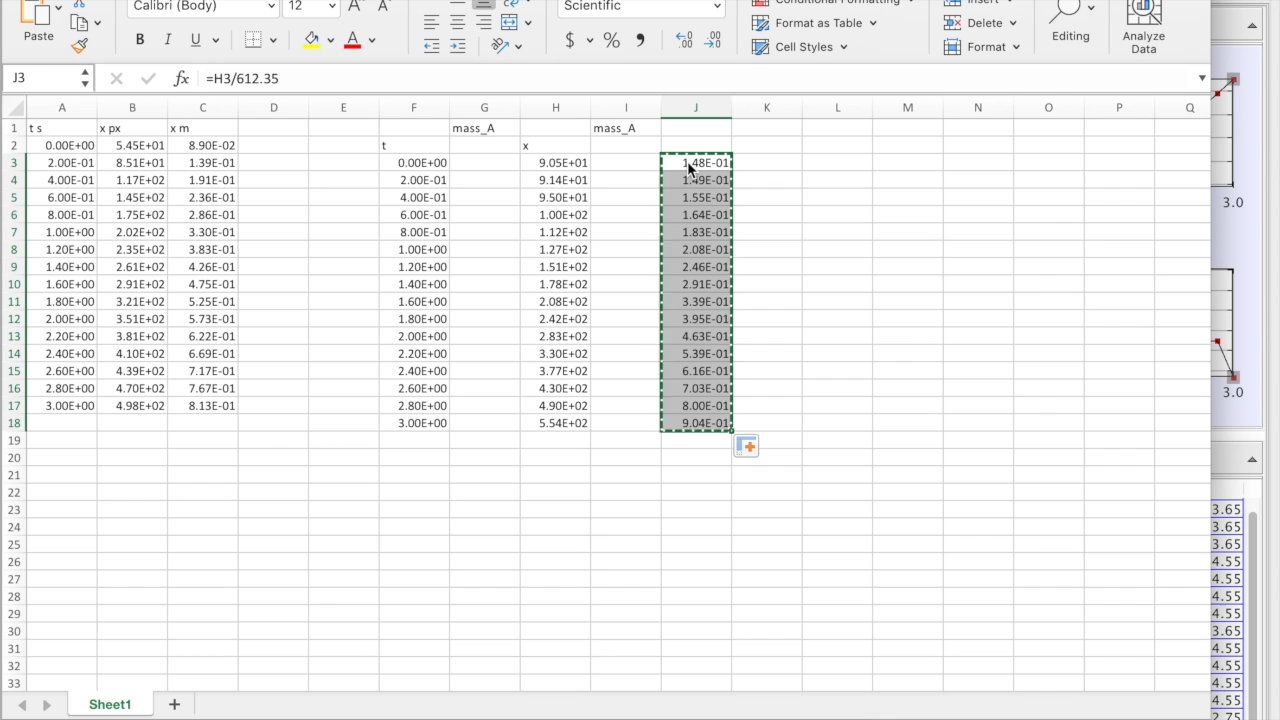 Calibri (Body) 12 A A Scientific
Paste
B I U A $ % 9
Format as Table
Cell Styles
Delete
Format
Editing
Analyze
Data
J3 fx =H3/612.35
A B C D E F G H I J K L M N O P Q
1 t s x px x m mass_A mass_A
2 0.00E+00 5.45E+01 8.90E-02 t x
3 2.00E-01 8.51E+01 1.39E-01 0.00E+00 9.05E+01 1.48E-01
4 4.00E-01 1.17E+02 1.91E-01 2.00E-01 9.14E+01 1.49E-01
5 6.00E-01 1.45E+02 2.36E-01 4.00E-01 9.50E+01 1.55E-01
6 8.00E-01 1.75E+02 2.86E-01 6.00E-01 1.00E+02 1.64E-01
7 1.00E+00 2.02E+02 3.30E-01 8.00E-01 1.12E+02 1.83E-01
8 1.20E+00 2.35E+02 3.83E-01 1.00E+00 1.27E+02 2.08E-01
9 1.40E+00 2.61E+02 4.26E-01 1.20E+00 1.51E+02 2.46E-01
10 1.60E+00 2.91E+02 4.75E-01 1.40E+00 1.78E+02 2.91E-01
11 1.80E+00 3.21E+02 5.25E-01 1.60E+00 2.08E+02 3.39E-01
12 2.00E+00 3.51E+02 5.73E-01 1.80E+00 2.42E+02 3.95E-01
13 2.20E+00 3.81E+02 6.22E-01 2.00E+00 2.83E+02 4.63E-01
14 2.40E+00 4.10E+02 6.69E-01 2.20E+00 3.30E+02 5.39E-01
15 2.60E+00 4.39E+02 7.17E-01 2.40E+00 3.77E+02 6.16E-01
16 2.80E+00 4.70E+02 7.67E-01 2.60E+00 4.30E+02 7.03E-01
17 3.00E+00 4.98E+02 8.13E-01 2.80E+00 4.90E+02 8.00E-01
18 3.00E+00 5.54E+02 9.04E-01
19
20
21
22
23
24
25
26
27
28
29
30
31
32
33
3.0
3.0
3.65
3.65
3.65
4.55
4.55
4.55
4.55
3.65
4.55
4.55
4.55
4.55
Sheet1